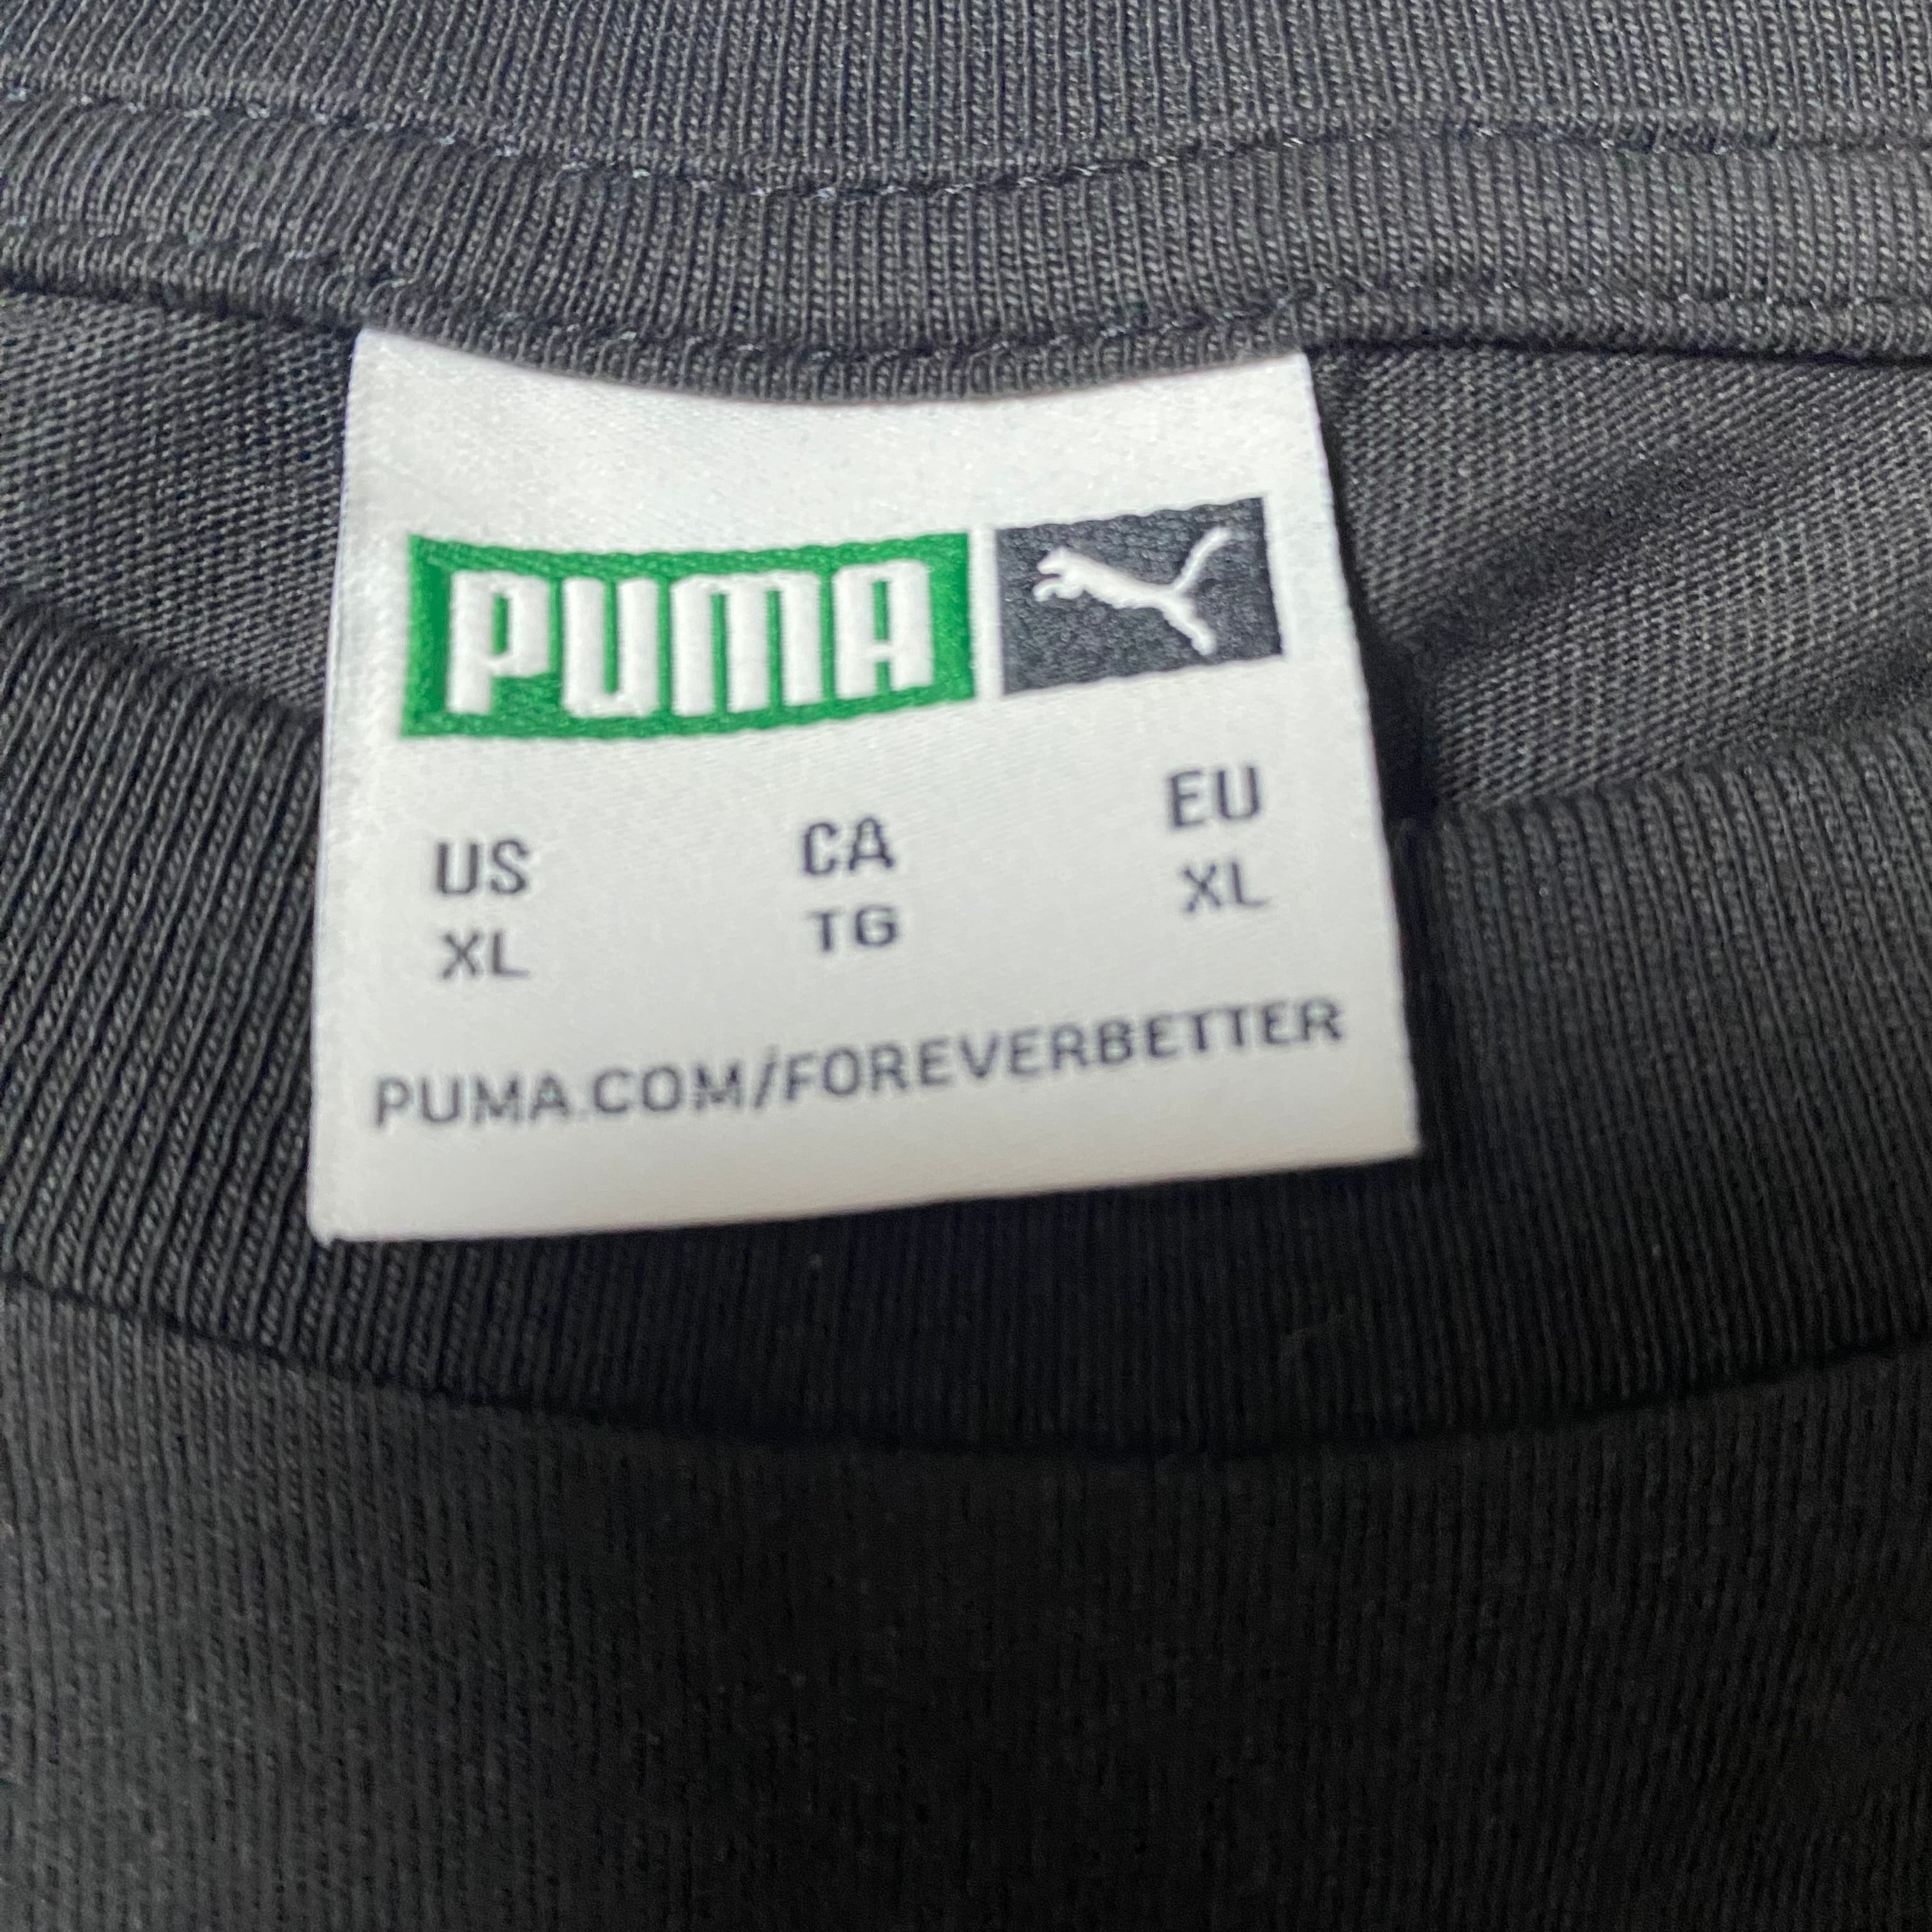 PUMA
US CA EU
XL TG XL
PUMA.COM/FOREVERBETTER